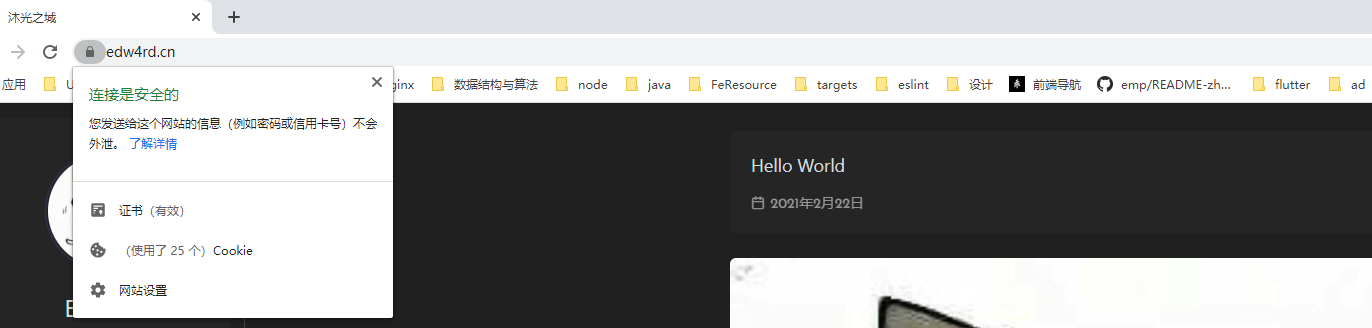 沐光之城
edw4rd.cn
应用 数据结构与算法 node java FeResource targets eslint 设计 前端导航 emp/README-zh... flutter ad
连接是安全的
您发送给这个网站的信息（例如密码或信用卡号）不会
外泄。 了解详情
证书（有效）
（使用了 25 个）Cookie
网站设置
Hello World
2021年2月22日